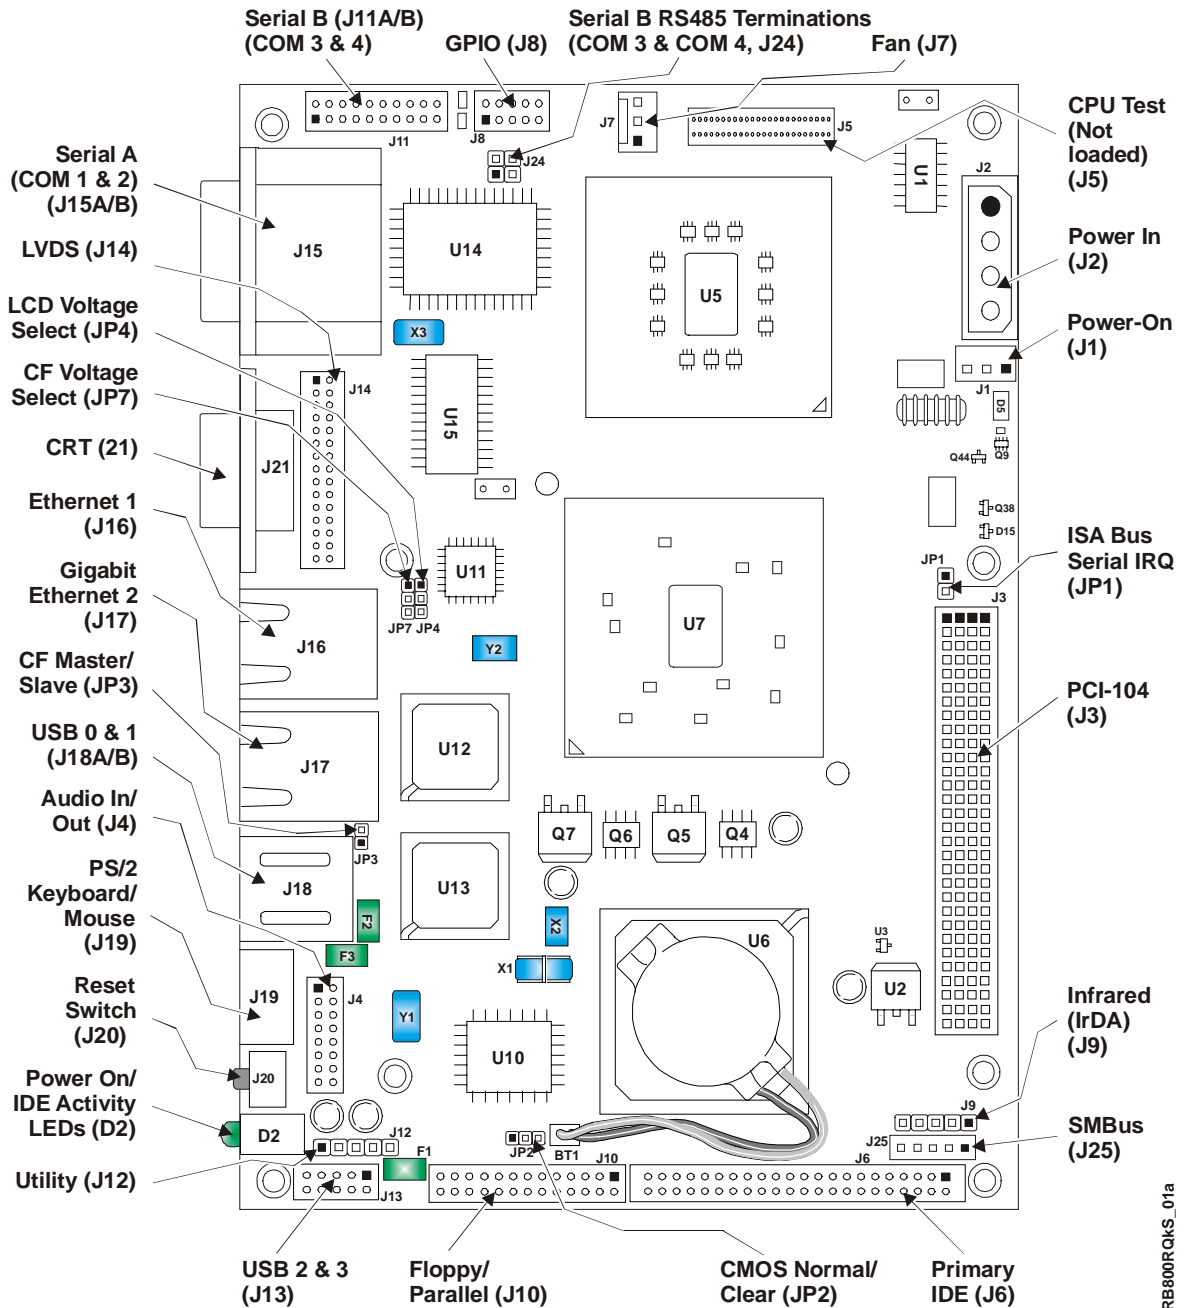 Serial B (J11A/B)
(COM 3 & 4)
GPIO (J8)
Serial B RS485 Terminations
(COM 3 & COM 4, J24)
Fan (J7)
CPU Test
(Not
loaded)
(J5)
Power In
(J2)
Power-On
(J1)
ISA Bus
Serial IRQ
(JP1)
PCI-104
(J3)
Infrared
(IrDA)
(J9)
SMBus
(J25)
Serial A
(COM 1 & 2)
(J15A/B)
LVDS (J14)
LCD Voltage
Select (JP4)
CF Voltage
Select (JP7)
CRT (21)
Ethernet 1
(J16)
Gigabit
Ethernet 2
(J17)
CF Master/
Slave (JP3)
USB 0 & 1
(J18A/B)
Audio In/
Out (J4)
PS/2
Keyboard/
Mouse
(J19)
Reset
Switch
(J20)
Power On/
IDE Activity
LEDs (D2)
Utility (J12)
USB 2 & 3
(J13)
Floppy/
Parallel (J10)
CMOS Normal/
Clear (JP2)
Primary
IDE (J6)
J11
J8
J24
J7
J5
U1
J2
J15
U14
U5
X3
J14
U15
J1
D5
Q44
Q9
J21
Q38
D15
U11
JP1
J3
JP7
JP4
J16
Y2
U7
J17
U12
JP3
Q7
Q6
Q5
Q4
J18
U13
F2
F3
X2
X1
U6
U3
U2
J19
J4
Y1
U10
J20
D2
J12
J9
J25
JP2
BT1
F1
J13
J10
J6
RB800RQkS_01a